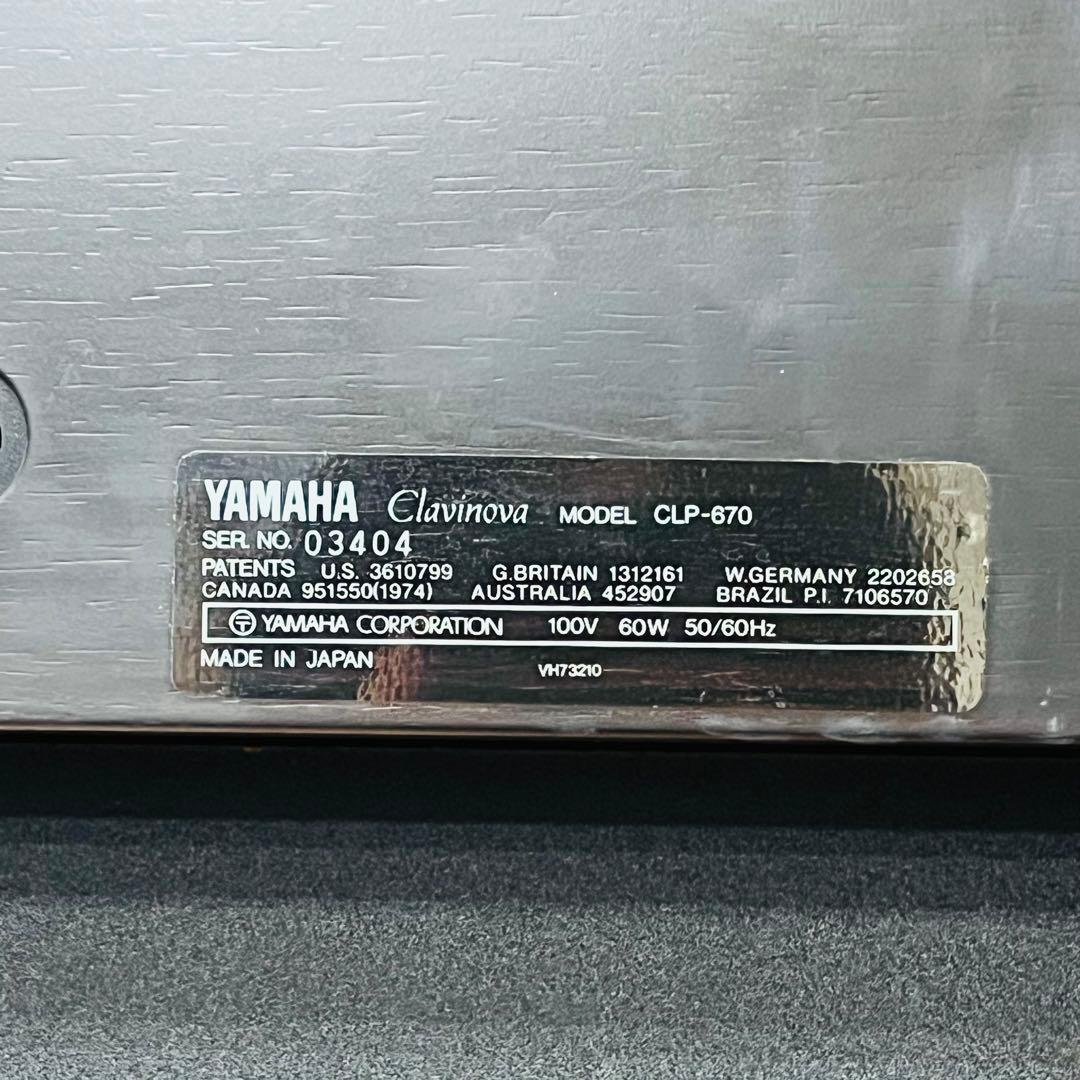 YAMAHA Clavinova MODEL CLP-670
SER. NO. 03404
PATENTS U.S. 3610799 G.BRITAIN 1312161 W.GERMANY 2202658
CANADA 951550(1974) AUSTRALIA 452907 BRAZIL P.I. 7106570
YAMAHA CORPORATION 100V 60W 50/60Hz
MADE IN JAPAN VH73210